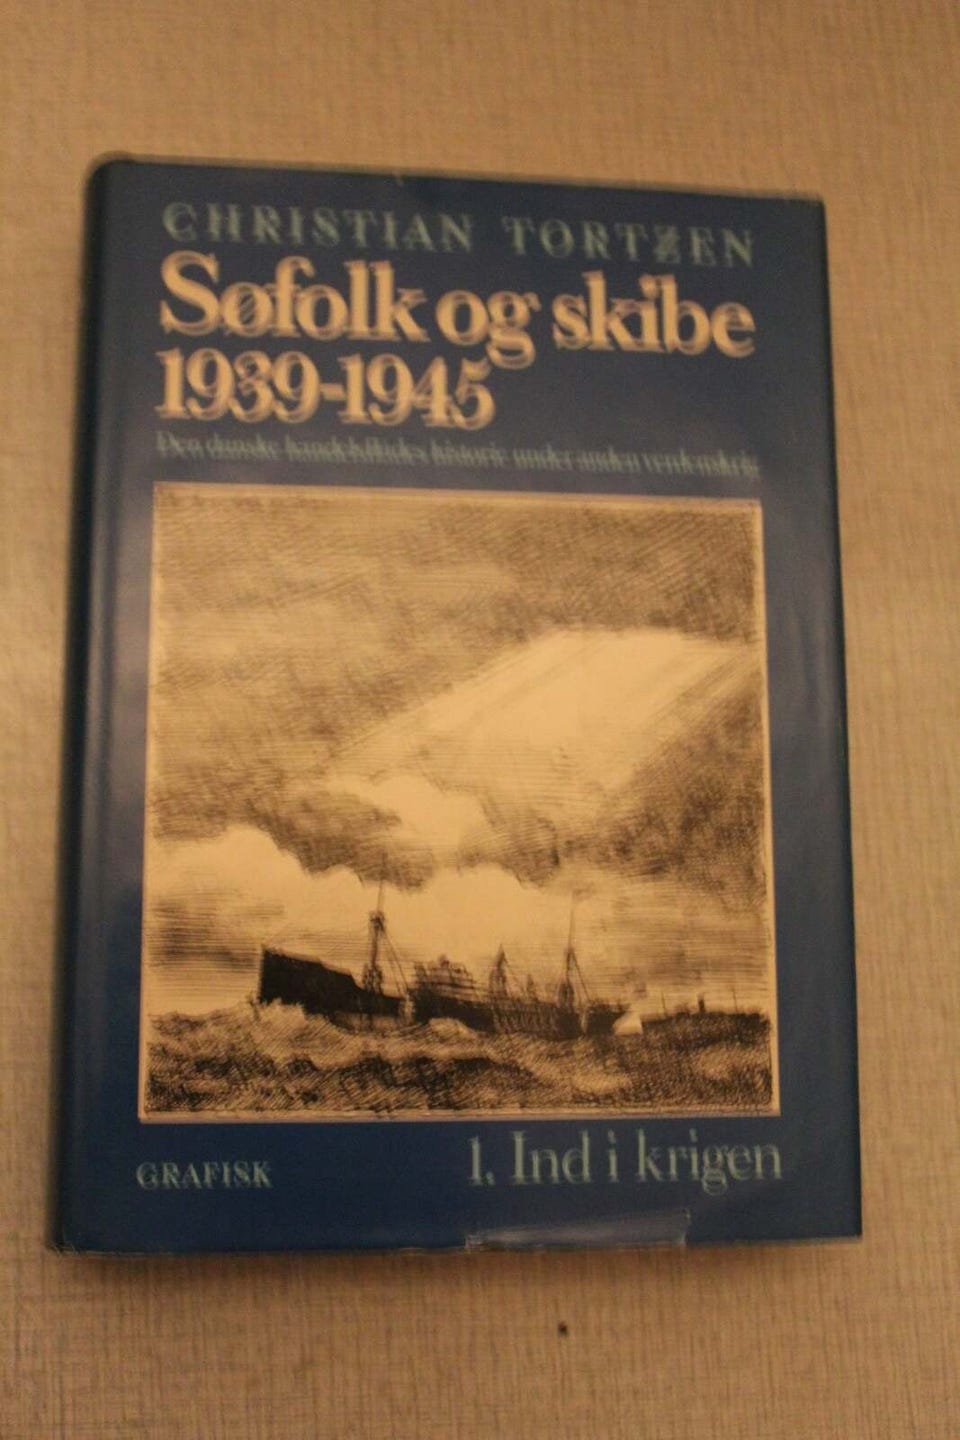 CHRISTIAN TORTZEN
Søfolk og skibe
1939-1945
Den danske handelsflådes historie under anden verdenskrig
GRAFISK
1. Ind i krigen